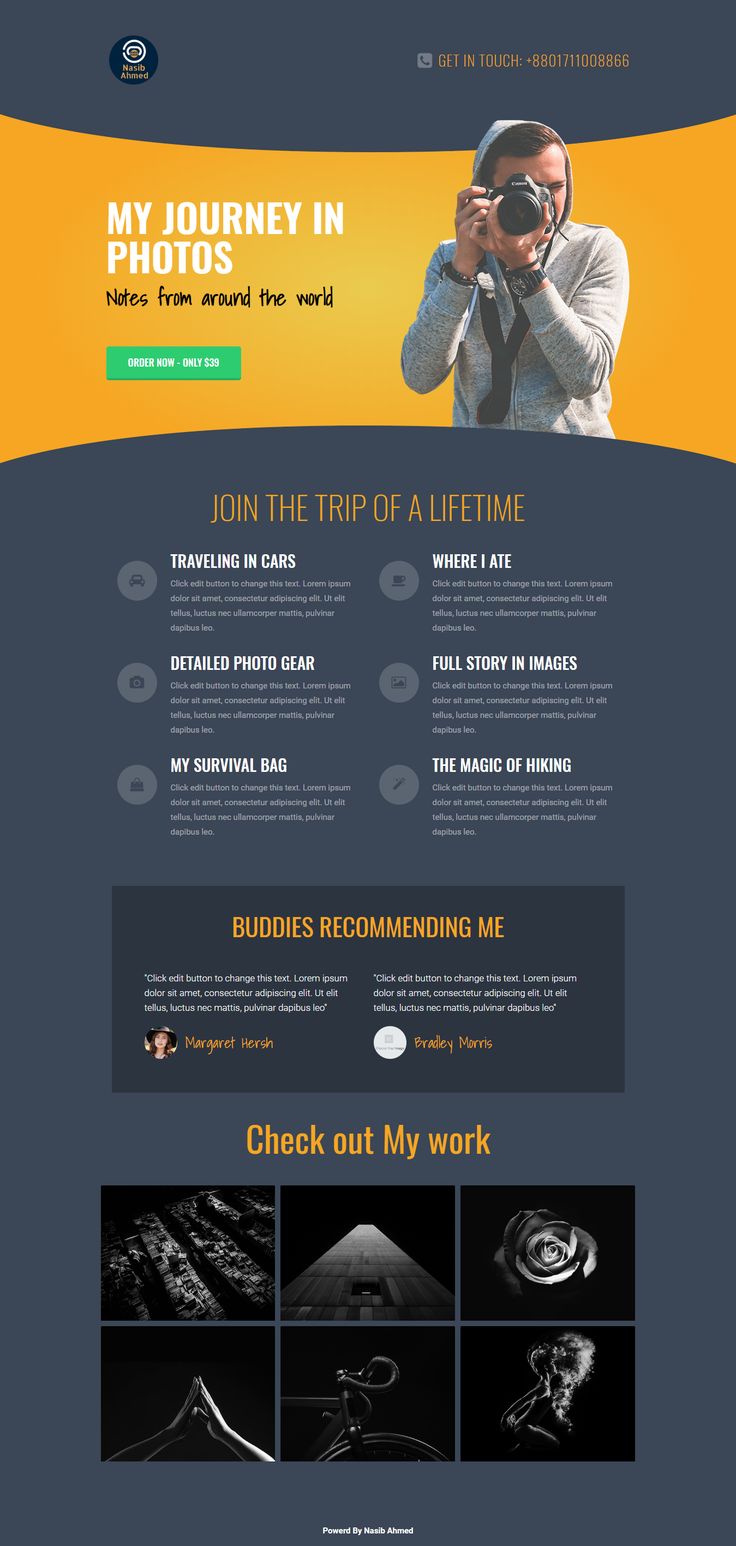 Nasib
Ahmed
GET IN TOUCH: +8801711008866
Canon
MY JOURNEY IN
PHOTOS
Notes from around the world
ORDER NOW - ONLY $39
JOIN THE TRIP OF A LIFETIME
TRAVELING IN CARS
Click edit button to change this text. Lorem ipsum
dolor sit amet, consectetur adipiscing elit. Ut elit
tellus, luctus nec ullamcorper mattis, pulvinar
dapibus leo.
WHERE I ATE
Click edit button to change this text. Lorem ipsum
dolor sit amet, consectetur adipiscing elit. Ut elit
tellus, luctus nec ullamcorper mattis, pulvinar
dapibus leo.
DETAILED PHOTO GEAR
Click edit button to change this text. Lorem ipsum
dolor sit amet, consectetur adipiscing elit. Ut elit
tellus, luctus nec ullamcorper mattis, pulvinar
dapibus leo.
FULL STORY IN IMAGES
Click edit button to change this text. Lorem ipsum
dolor sit amet, consectetur adipiscing elit. Ut elit
tellus, luctus nec ullamcorper mattis, pulvinar
dapibus leo.
MY SURVIVAL BAG
Click edit button to change this text. Lorem ipsum
dolor sit amet, consectetur adipiscing elit. Ut elit
tellus, luctus nec ullamcorper mattis, pulvinar
dapibus leo.
THE MAGIC OF HIKING
Click edit button to change this text. Lorem ipsum
dolor sit amet, consectetur adipiscing elit. Ut elit
tellus, luctus nec ullamcorper mattis, pulvinar
dapibus leo.
BUDDIES RECOMMENDING ME
"Click edit button to change this text. Lorem ipsum
dolor sit amet, consectetur adipiscing elit. Ut elit
tellus, luctus nec ullamcorper mattis, pulvinar dapibus leo"
Margaret Hersh
"Click edit button to change this text. Lorem ipsum
dolor sit amet, consectetur adipiscing elit. Ut elit
tellus, luctus nec ullamcorper mattis, pulvinar dapibus leo"
Bradley Morris
Check out My work
Powerd By Nasib Ahmed